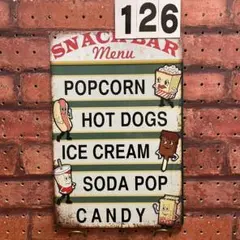 126
SNACK BAR
Menu
POPCORN
HOT DOGS
ICE CREAM
SODA POP
CANDY